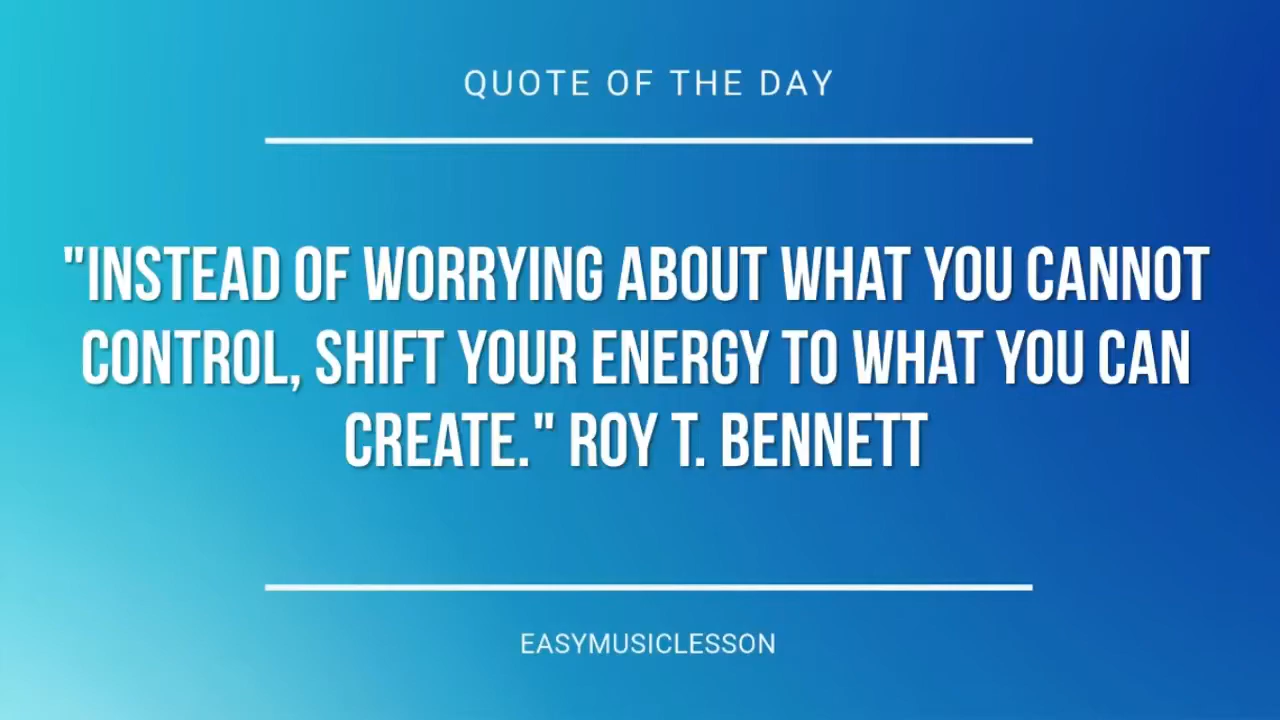 QUOTE OF THE DAY
"INSTEAD OF WORRYING ABOUT WHAT YOU CANNOT
CONTROL, SHIFT YOUR ENERGY TO WHAT YOU CAN
CREATE." ROY T. BENNETT
EASYMUSICLESSON